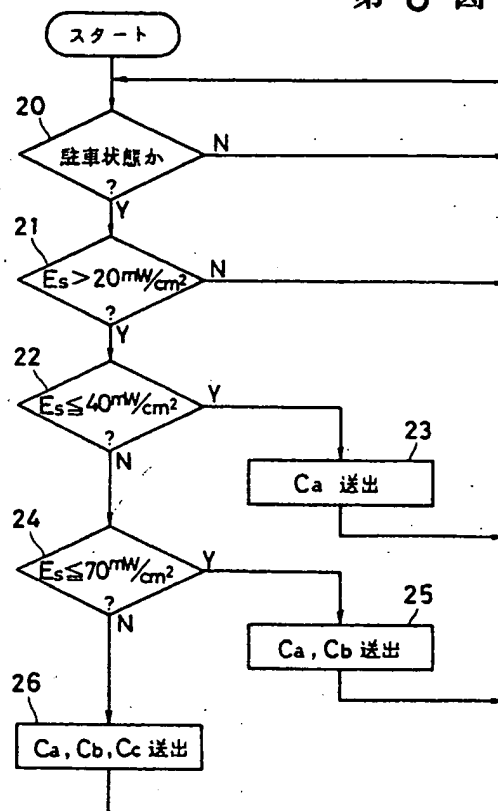 第 6 図
スタート
20
駐車状態か
?
N
Y
21
Es>20mW/cm²
?
N
Y
22
Es≦40mW/cm²
?
Y
N
23
Ca 送出
24
Es≦70mW/cm²
?
Y
N
25
Ca, Cb 送出
26
Ca, Cb, Cc 送出